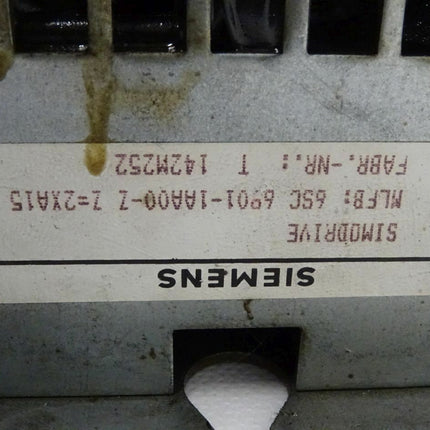 SIEMENS
SIMODRIVE
MLFB: 6SC 6901-1AA00-Z Z=2XA15
FABR.-NR.: T 142M252